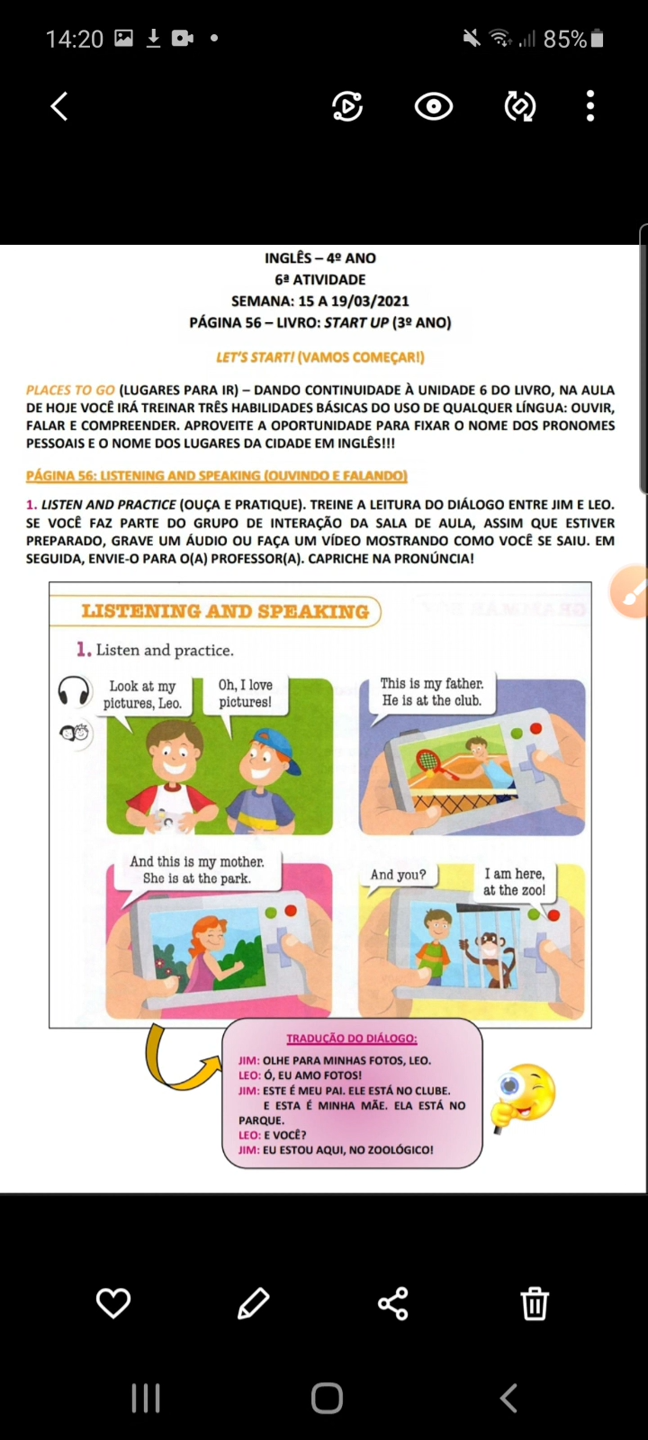 14:20
85%
INGLÊS – 4º ANO
6ª ATIVIDADE
SEMANA: 15 A 19/03/2021
PÁGINA 56 – LIVRO: START UP (3º ANO)
LET'S START! (VAMOS COMEÇAR!)
PLACES TO GO (LUGARES PARA IR) – DANDO CONTINUIDADE À UNIDADE 6 DO LIVRO, NA AULA
DE HOJE VOCÊ IRÁ TREINAR TRÊS HABILIDADES BÁSICAS DO USO DE QUALQUER LÍNGUA: OUVIR,
FALAR E COMPREENDER. APROVEITE A OPORTUNIDADE PARA FIXAR O NOME DOS PRONOMES
PESSOAIS E O NOME DOS LUGARES DA CIDADE EM INGLÊS!!!
PÁGINA 56: LISTENING AND SPEAKING (OUVINDO E FALANDO)
1. LISTEN AND PRACTICE (OUÇA E PRATIQUE). TREINE A LEITURA DO DIÁLOGO ENTRE JIM E LEO.
SE VOCÊ FAZ PARTE DO GRUPO DE INTERAÇÃO DA SALA DE AULA, ASSIM QUE ESTIVER
PREPARADO, GRAVE UM ÁUDIO OU FAÇA UM VÍDEO MOSTRANDO COMO VOCÊ SE SAIU. EM
SEGUIDA, ENVIE-O PARA O(A) PROFESSOR(A). CAPRICHE NA PRONÚNCIA!
LISTENING AND SPEAKING
1. Listen and practice.
Look at my
pictures, Leo.
Oh, I love
pictures!
This is my father.
He is at the club.
And this is my mother.
She is at the park.
And you?
I am here,
at the zoo!
TRADUÇÃO DO DIÁLOGO:
JIM: OLHE PARA MINHAS FOTOS, LEO.
LEO: Ó, EU AMO FOTOS!
JIM: ESTE É MEU PAI. ELE ESTÁ NO CLUBE.
E ESTA É MINHA MÃE. ELA ESTÁ NO
PARQUE.
LEO: E VOCÊ?
JIM: EU ESTOU AQUI, NO ZOOLÓGICO!